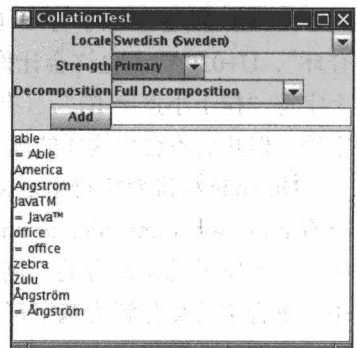 CollationTest
Locale Swedish (Sweden)
Strength Primary
Decomposition Full Decomposition
Add
able
= Able
America
Angstrom
JavaTM
= Java™
office
= office
zebra
Zulu
Ångström
= Ångström